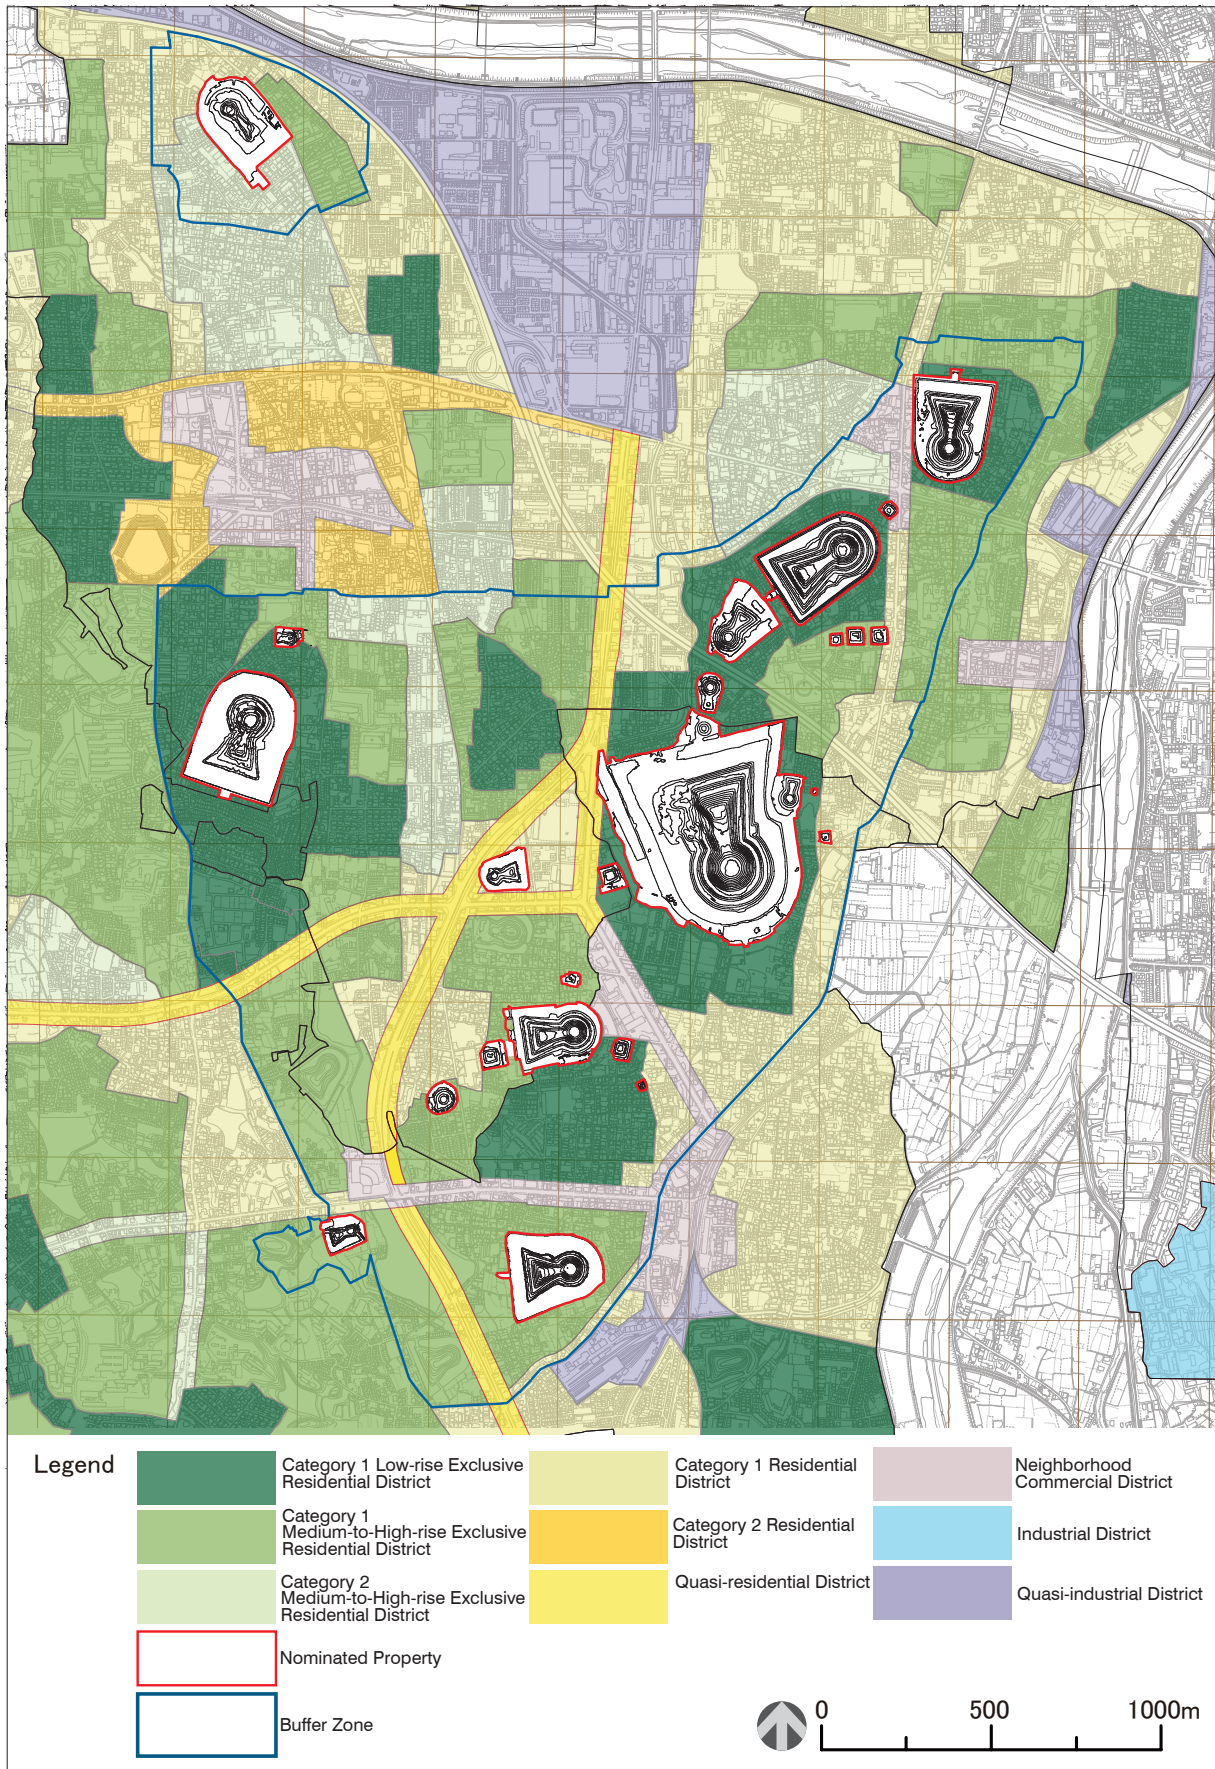 Legend
Category 1 Low-rise Exclusive
Residential District
Category 1
Medium-to-High-rise Exclusive
Residential District
Category 2
Medium-to-High-rise Exclusive
Residential District
Nominated Property
Buffer Zone
Category 1 Residential
District
Category 2 Residential
District
Quasi-residential District
Neighborhood
Commercial District
Industrial District
Quasi-industrial District
0 500 1000m